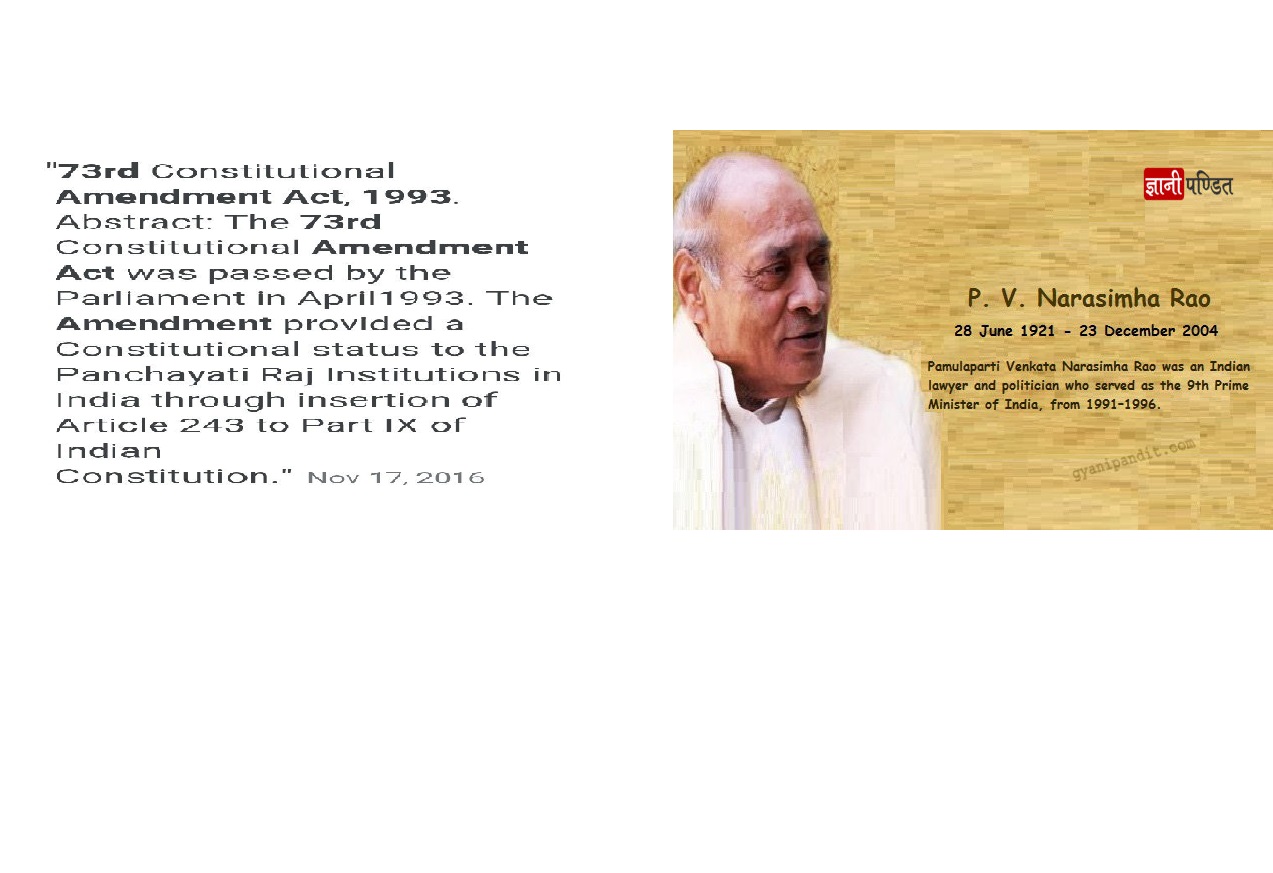 "73rd Constitutional
Amendment Act, 1993.
Abstract: The 73rd
Constitutional Amendment
Act was passed by the
Parliament in April1993. The
Amendment provided a
Constitutional status to the
Panchayati Raj Institutions in
India through insertion of
Article 243 to Part IX of
Indian
Constitution." Nov 17, 2016
ज्ञानी पण्डित
P. V. Narasimha Rao
28 June 1921 - 23 December 2004
Pamulaparti Venkata Narasimha Rao was an Indian
lawyer and politician who served as the 9th Prime
Minister of India, from 1991–1996.
gyanipandit.com